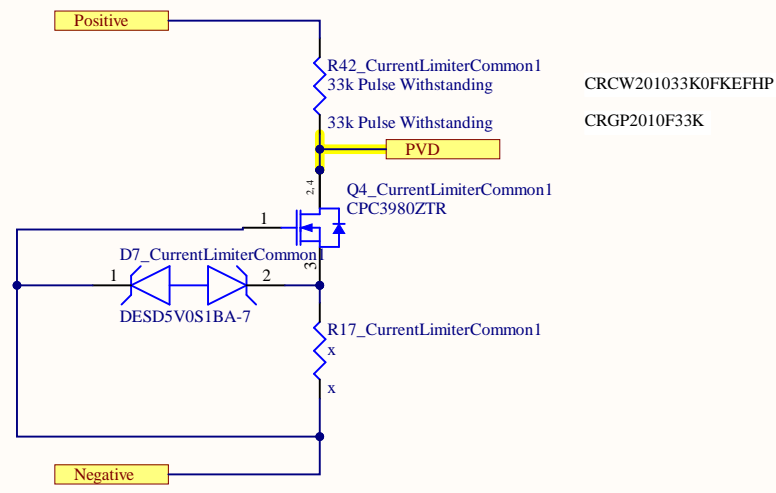 Positive
R42_CurrentLimiterCommon1
33k Pulse Withstanding
CRCW201033K0FKEFHP
33k Pulse Withstanding
CRGP2010F33K
PVD
2, 4
Q4_CurrentLimiterCommon1
CPC3980ZTR
1
3
D7_CurrentLimiterCommon1
1
2
DESD5V0S1BA-7
R17_CurrentLimiterCommon1
x
x
Negative